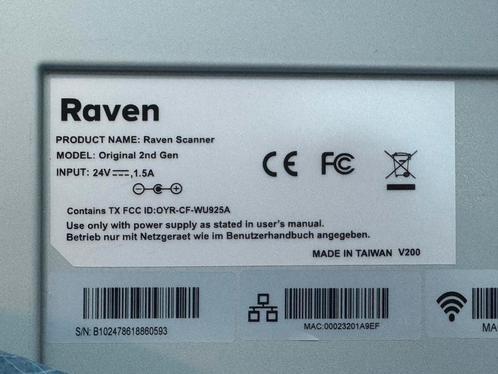 Raven
PRODUCT NAME: Raven Scanner
MODEL: Original 2nd Gen
INPUT: 24V⎓,1.5A
CE FC
Contains TX FCC ID:OYR-CF-WU925A
Use only with power supply as stated in user's manual.
Betrieb nur mit Netzgeraet wie im Benutzerhandbuch angegeben.
MADE IN TAIWAN V200
S/N: B102478618860593
MAC:00023201A9EF